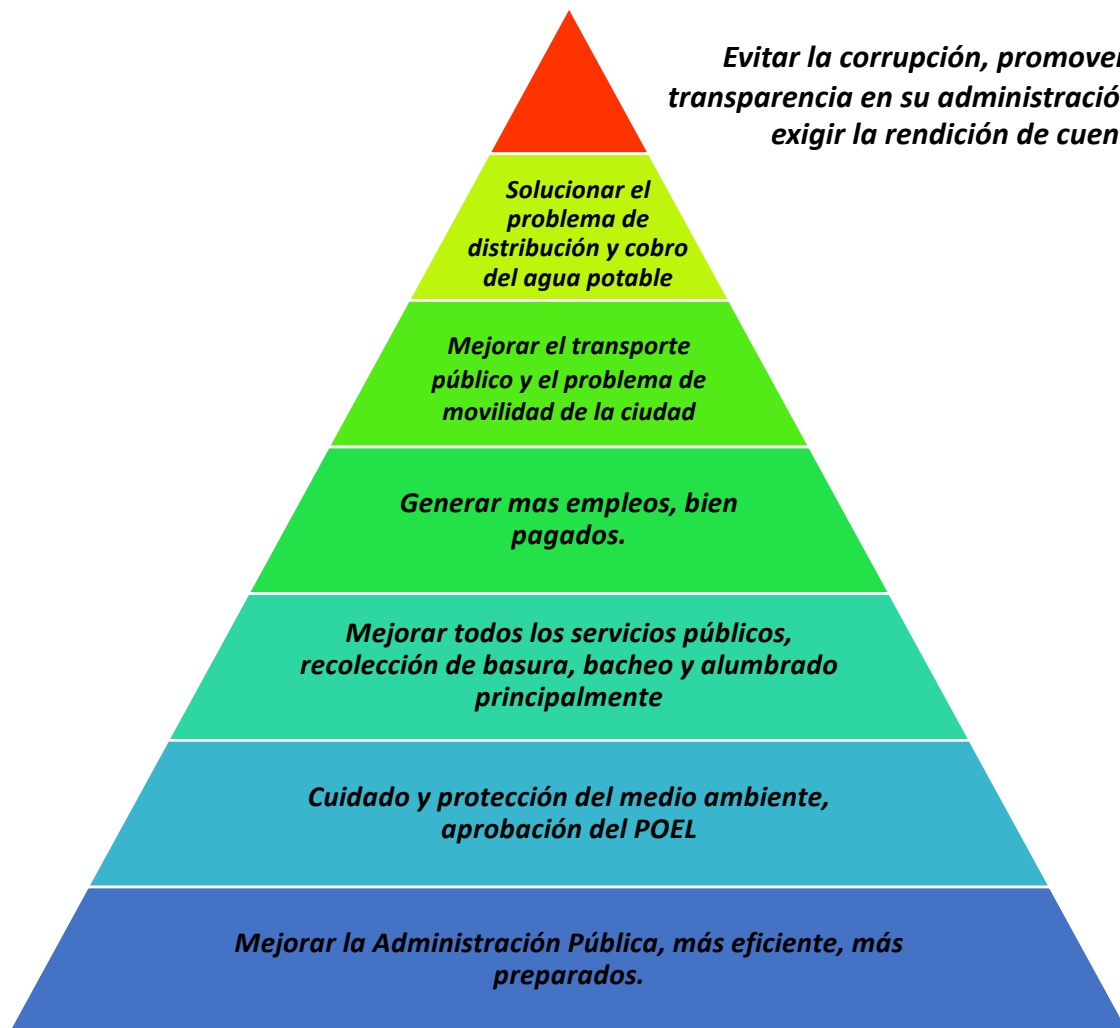 Evitar la corrupción, promover
transparencia en su administració
exigir la rendición de cuen
Solucionar el
problema de
distribución y cobro
del agua potable
Mejorar el transporte
público y el problema de
movilidad de la ciudad
Generar mas empleos, bien
pagados.
Mejorar todos los servicios públicos,
recolección de basura, bacheo y alumbrado
principalmente
Cuidado y protección del medio ambiente,
aprobación del POEL
Mejorar la Administración Pública, más eficiente, más
preparados.